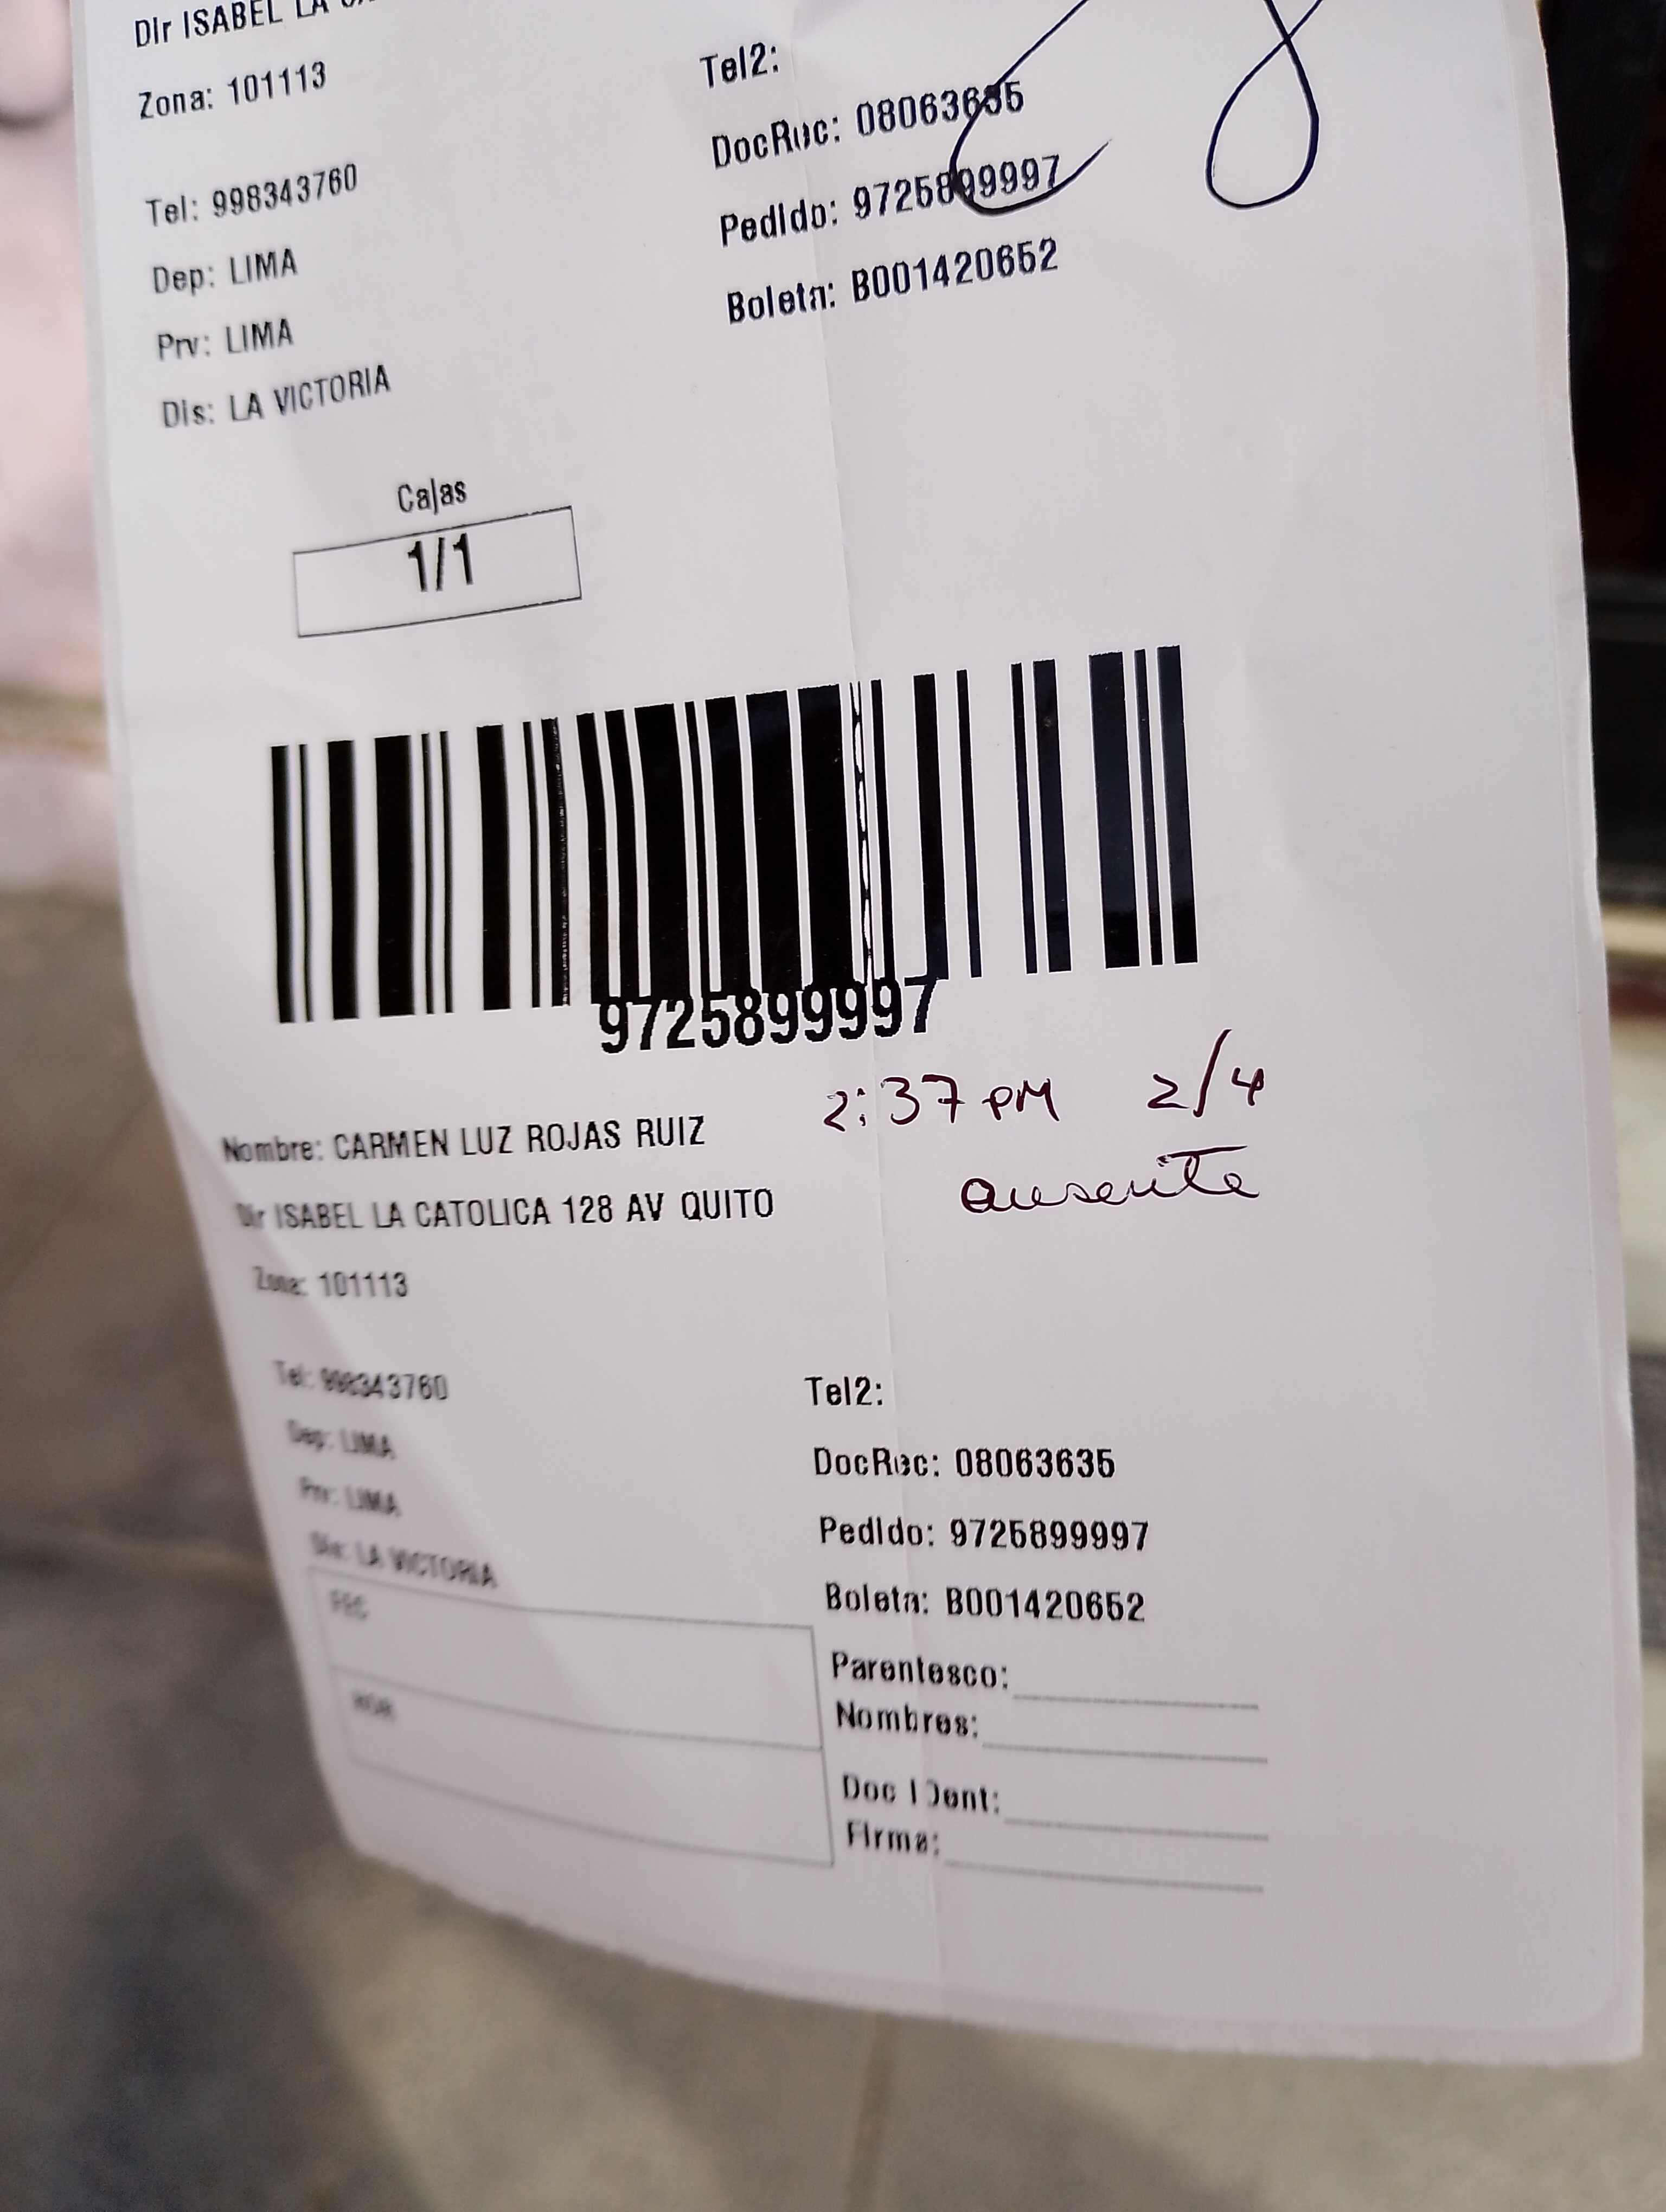 Dir ISABEL LA
Zona: 101113
Tel2:
DocRec: 08063635
Tel: 998343760
Pedido: 9725899997
Dep: LIMA
Boleta: B001420652
Prv: LIMA
Dis: LA VICTORIA
Cajas
1/1
9725899997
2:37 PM 2/4
Nombre: CARMEN LUZ ROJAS RUIZ
ausente
Dir ISABEL LA CATOLICA 128 AV QUITO
Zona: 101113
Tel: 998343760
Tel2:
Dep: LIMA
DocRec: 08063635
Prv: LIMA
Pedido: 9725899997
Dis: LA VICTORIA
Boleta: B001420652
FEC
Parentesco:
HOR
Nombres:
Doc Ident:
Firma: